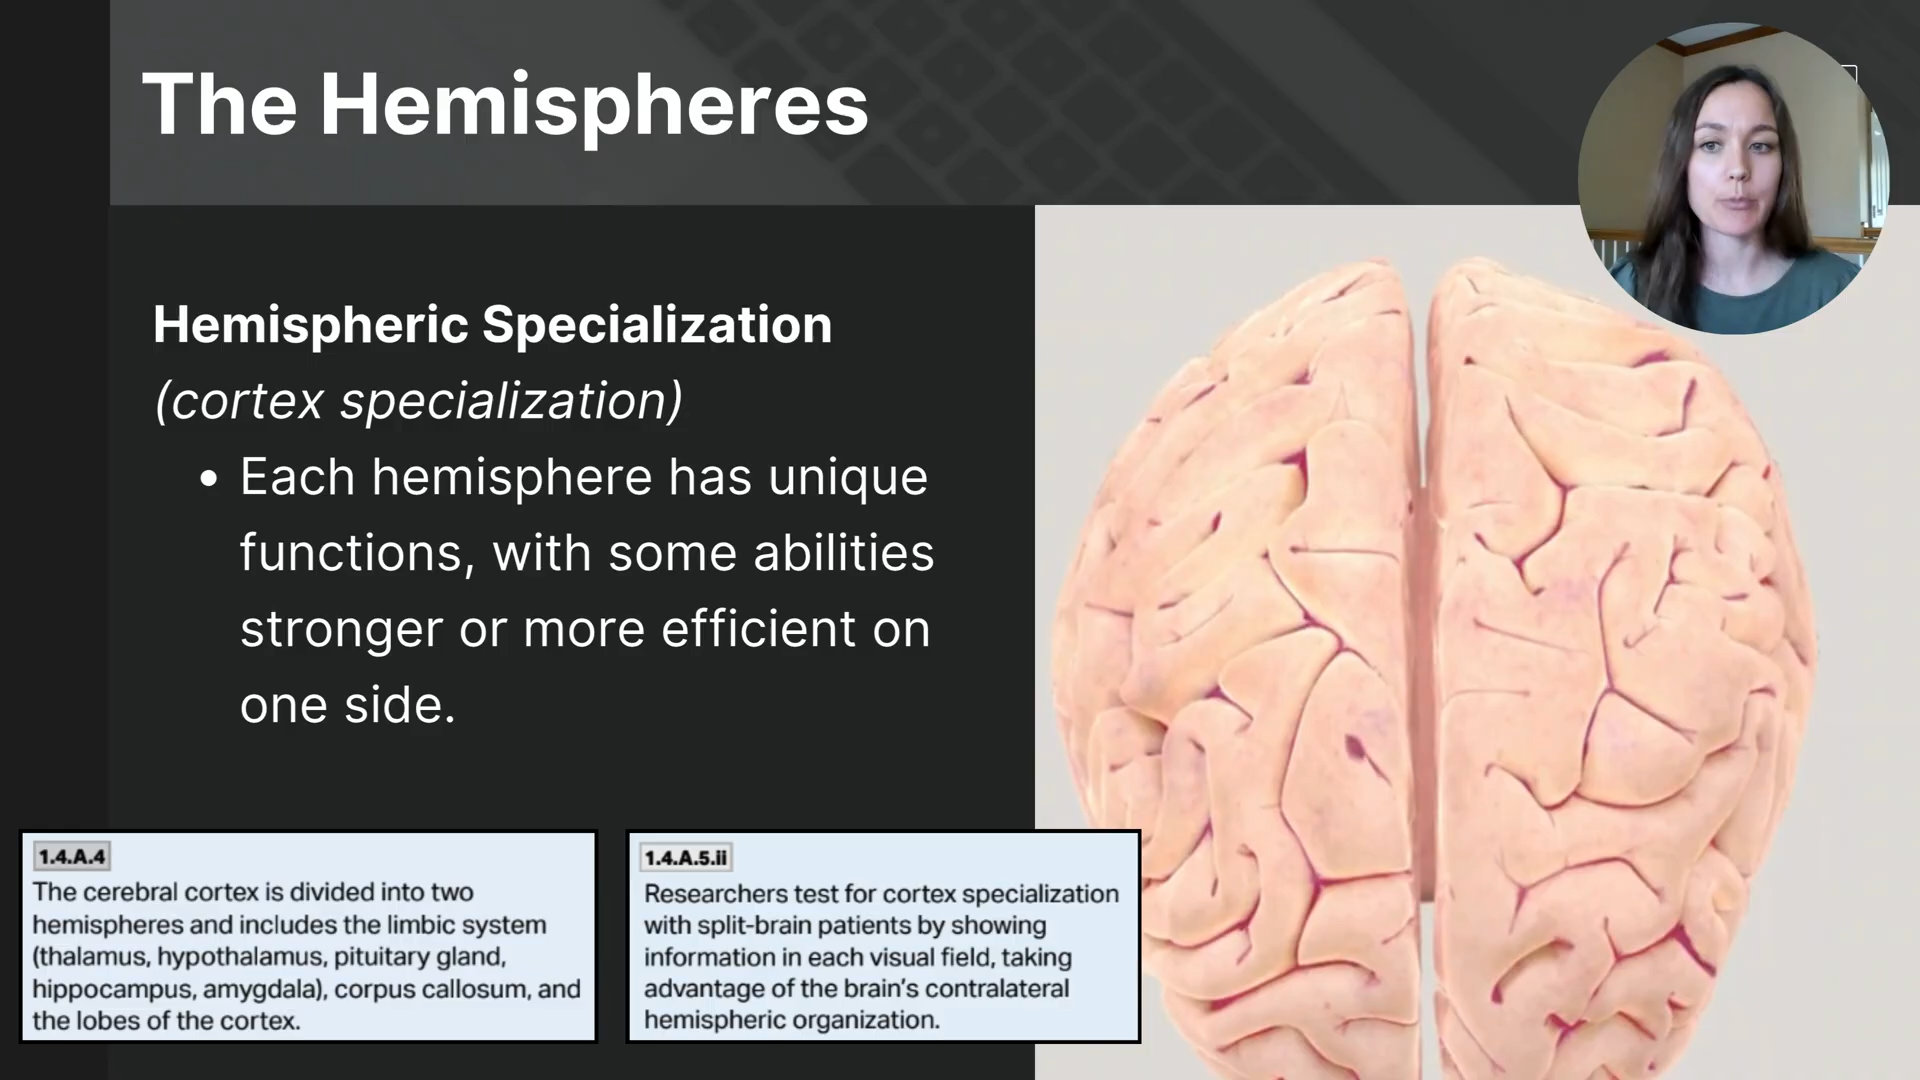 The Hemispheres
Hemispheric Specialization
(cortex specialization)
• Each hemisphere has unique
functions, with some abilities
stronger or more efficient on
one side.
1.4.A.4
The cerebral cortex is divided into two
hemispheres and includes the limbic system
(thalamus, hypothalamus, pituitary gland,
hippocampus, amygdala), corpus callosum, and
the lobes of the cortex.
1.4.A.5.ii
Researchers test for cortex specialization
with split-brain patients by showing
information in each visual field, taking
advantage of the brain's contralateral
hemispheric organization.